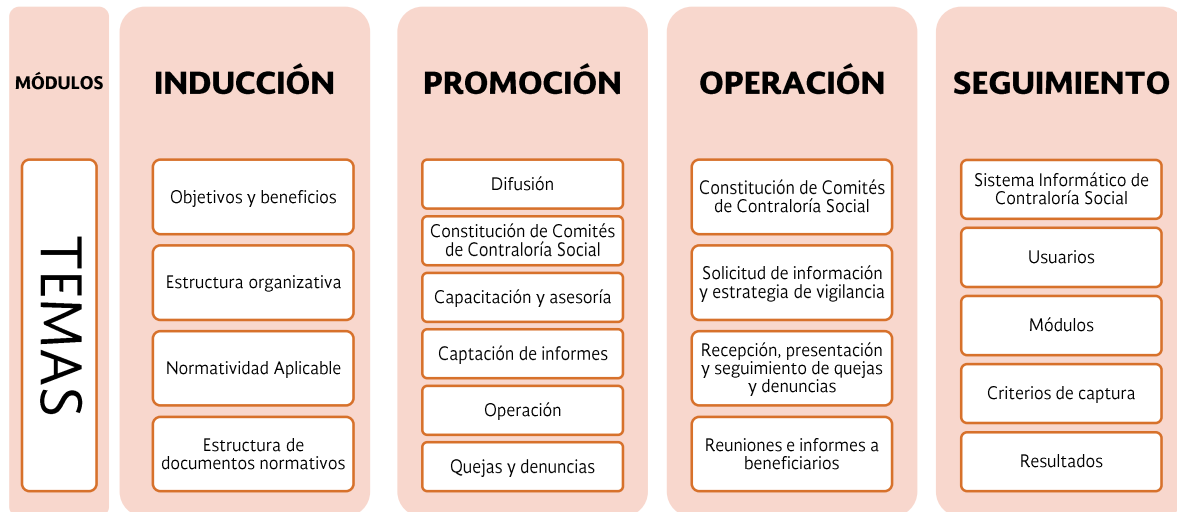 MÓDULOS
TEMAS
INDUCCIÓN
Objetivos y beneficios
Estructura organizativa
Normatividad Aplicable
Estructura de
documentos normativos
PROMOCIÓN
Difusión
Constitución de Comités
de Contraloría Social
Capacitación y asesoría
Captación de informes
Operación
Quejas y denuncias
OPERACIÓN
Constitución de Comités
de Contraloría Social
Solicitud de información
y estrategia de vigilancia
Recepción, presentación
y seguimiento de quejas
y denuncias
Reuniones e informes a
beneficiarios
SEGUIMIENTO
Sistema Informático de
Contraloría Social
Usuarios
Módulos
Criterios de captura
Resultados